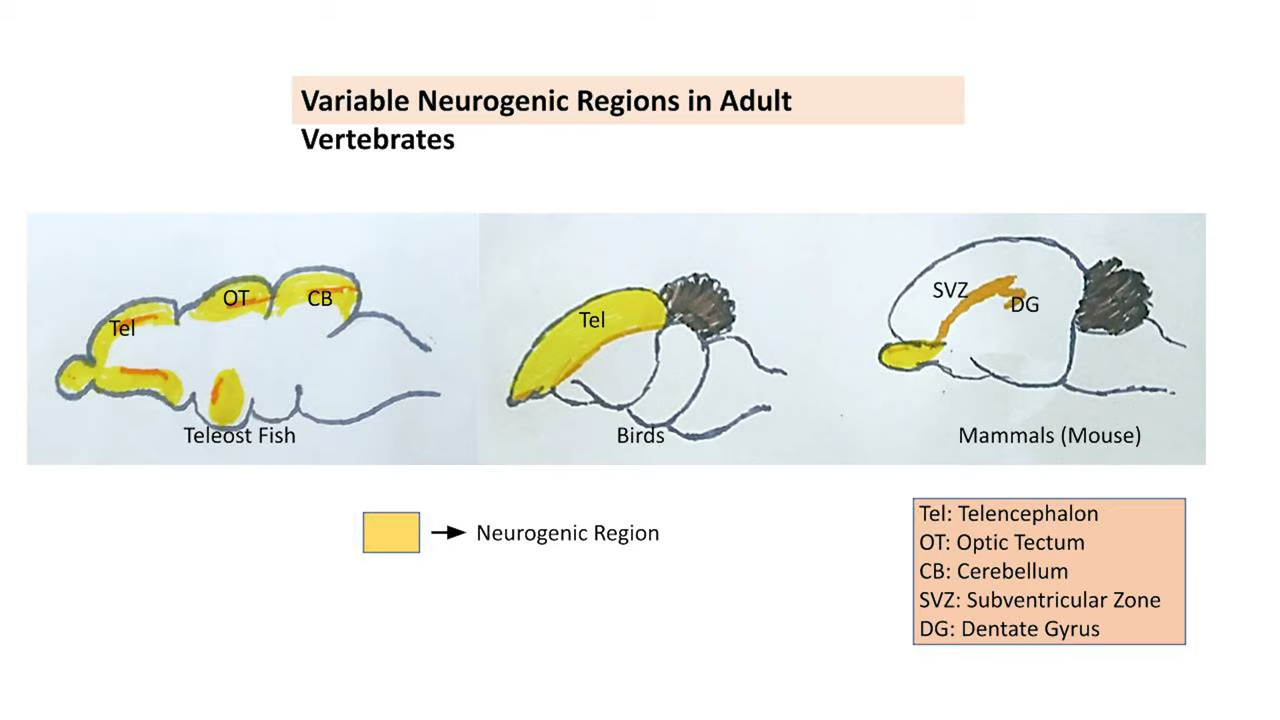 Variable Neurogenic Regions in Adult
Vertebrates
Tel
OT
CB
Teleost Fish
Tel
Birds
SVZ
DG
Mammals (Mouse)
Neurogenic Region
Tel: Telencephalon
OT: Optic Tectum
CB: Cerebellum
SVZ: Subventricular Zone
DG: Dentate Gyrus